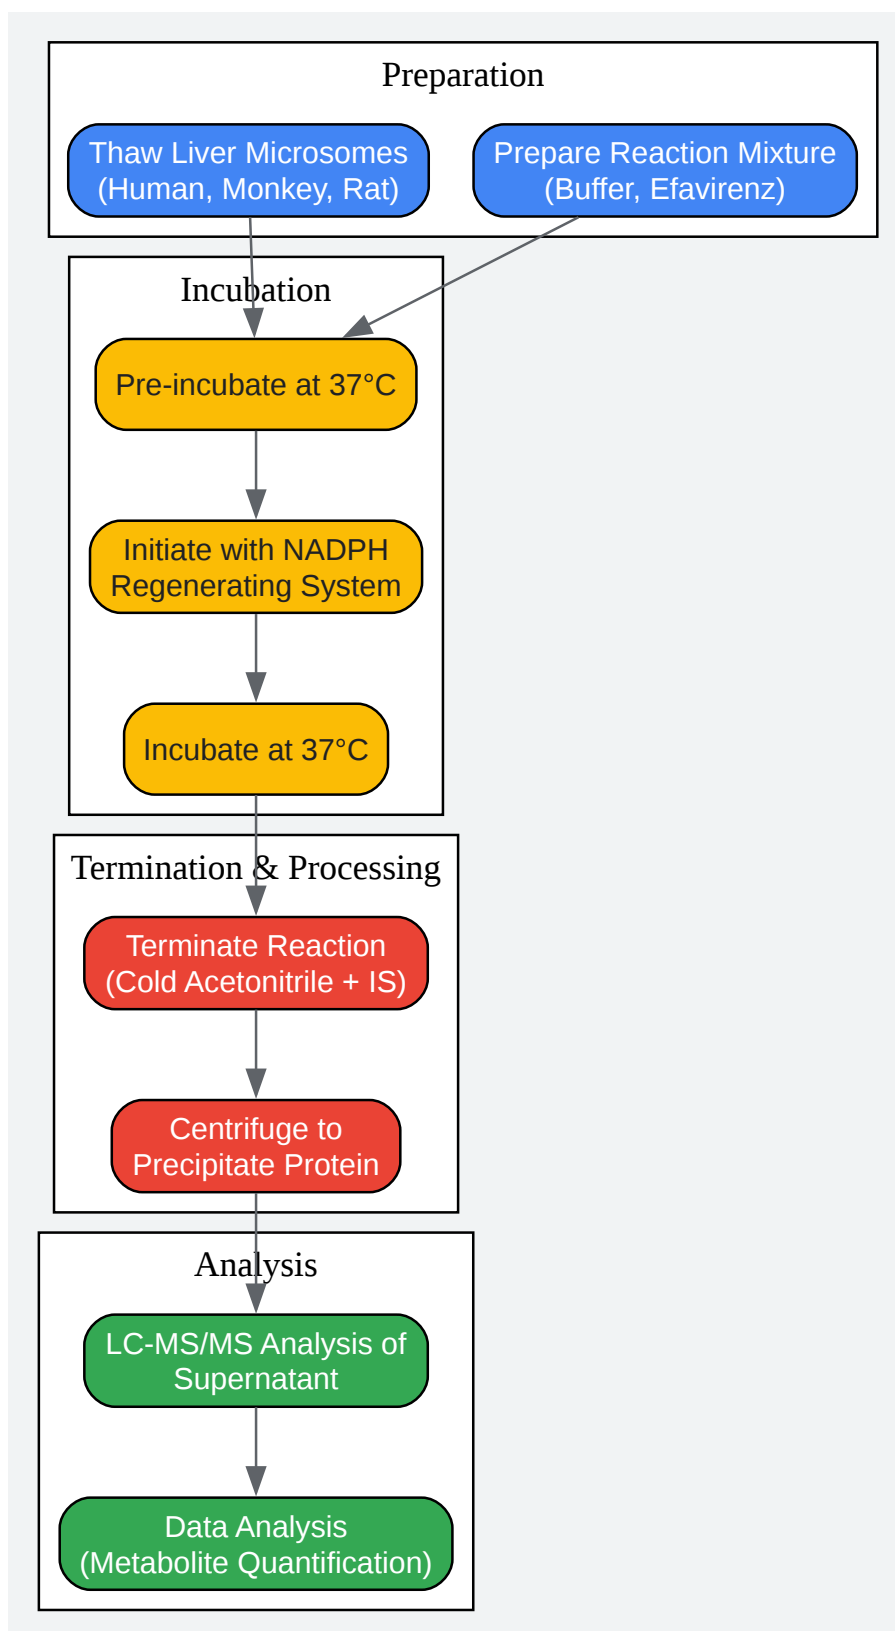 Preparation
Thaw Liver Microsomes
(Human, Monkey, Rat)
Prepare Reaction Mixture
(Buffer, Efavirenz)
Incubation
Pre-incubate at 37°C
Initiate with NADPH
Regenerating System
Incubate at 37°C
Termination & Processing
Terminate Reaction
(Cold Acetonitrile + IS)
Centrifuge to
Precipitate Protein
Analysis
LC-MS/MS Analysis of
Supernatant
Data Analysis
(Metabolite Quantification)